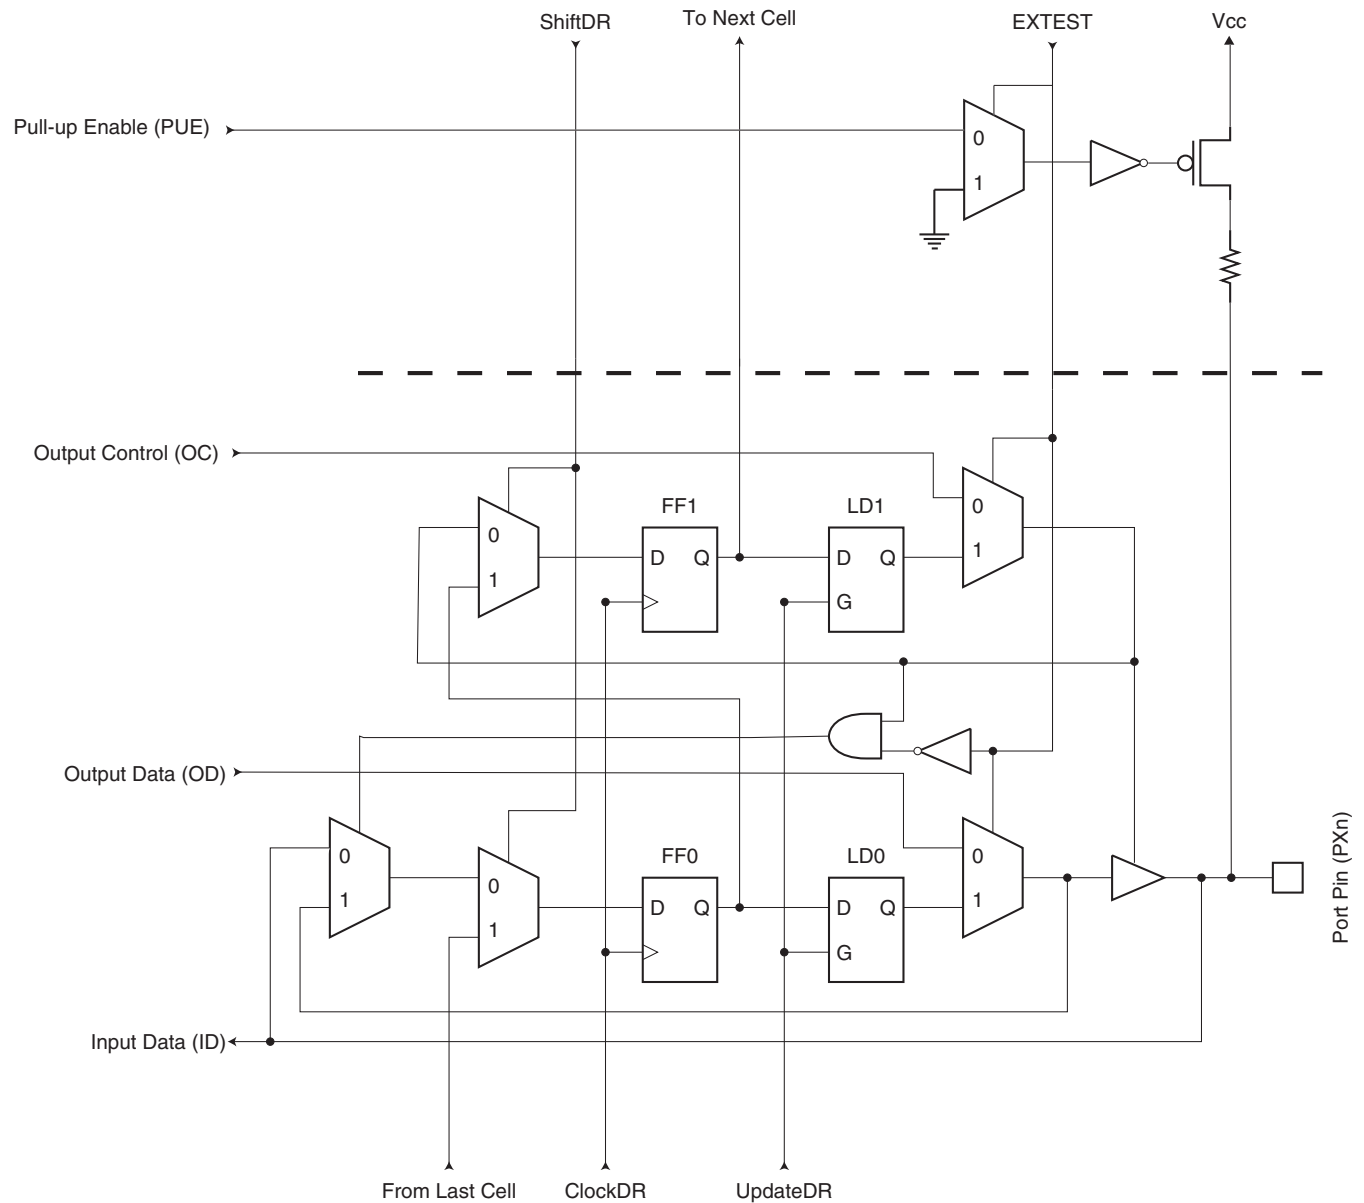 ShiftDR
To Next Cell
EXTEST
Vcc
Pull-up Enable (PUE)
0
1
Output Control (OC)
FF1
LD1
0
0
D Q
D Q
1
1
G
Output Data (OD)
FF0
LD0
0
0
0
D Q
D Q
1
1
1
G
Port Pin (PXn)
Input Data (ID)
From Last Cell
ClockDR
UpdateDR